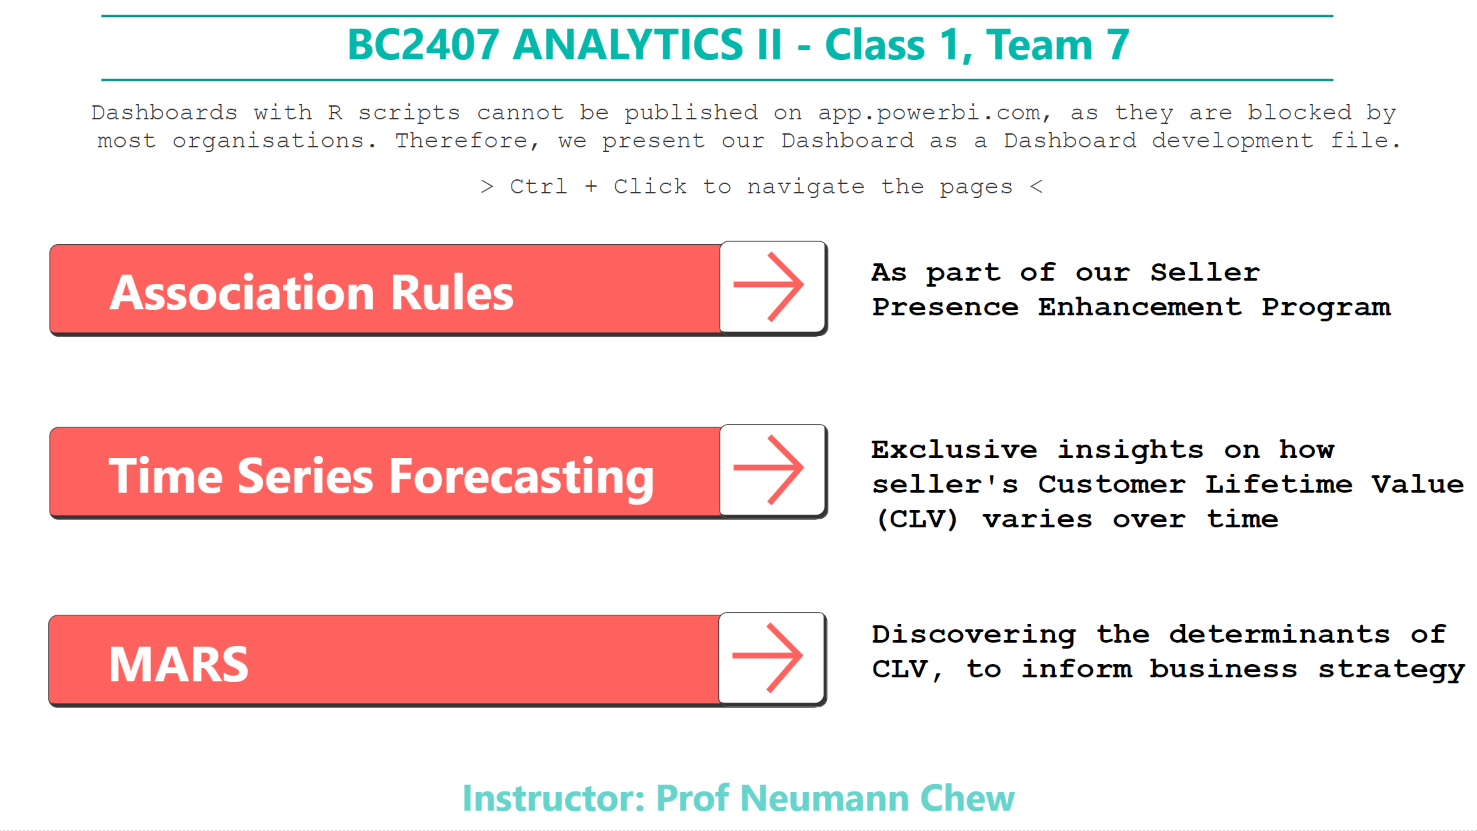 BC2407 ANALYTICS II - Class 1, Team 7
Dashboards with R scripts cannot be published on app.powerbi.com, as they are blocked by
most organisations. Therefore, we present our Dashboard as a Dashboard development file.
> Ctrl + Click to navigate the pages <
Association Rules
As part of our Seller
Presence Enhancement Program
Time Series Forecasting
Exclusive insights on how
seller's Customer Lifetime Value
(CLV) varies over time
MARS
Discovering the determinants of
CLV, to inform business strategy
Instructor: Prof Neumann Chew